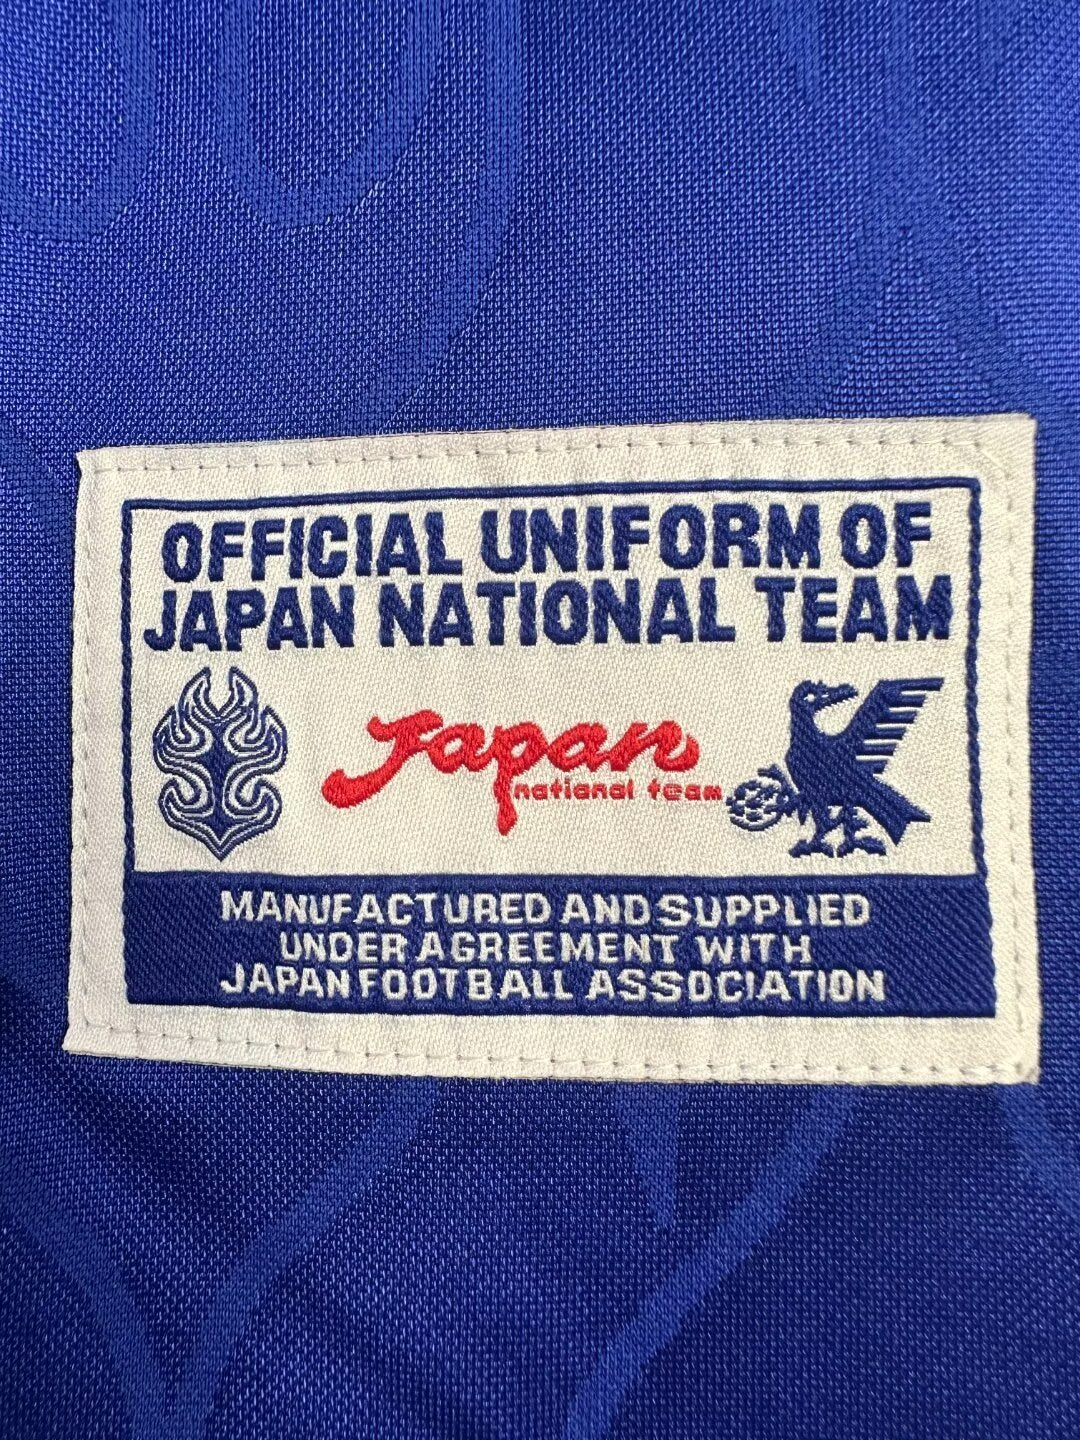 OFFICIAL UNIFORM OF
JAPAN NATIONAL TEAM
Japan
national team
MANUFACTURED AND SUPPLIED
UNDER AGREEMENT WITH
JAPAN FOOTBALL ASSOCIATION